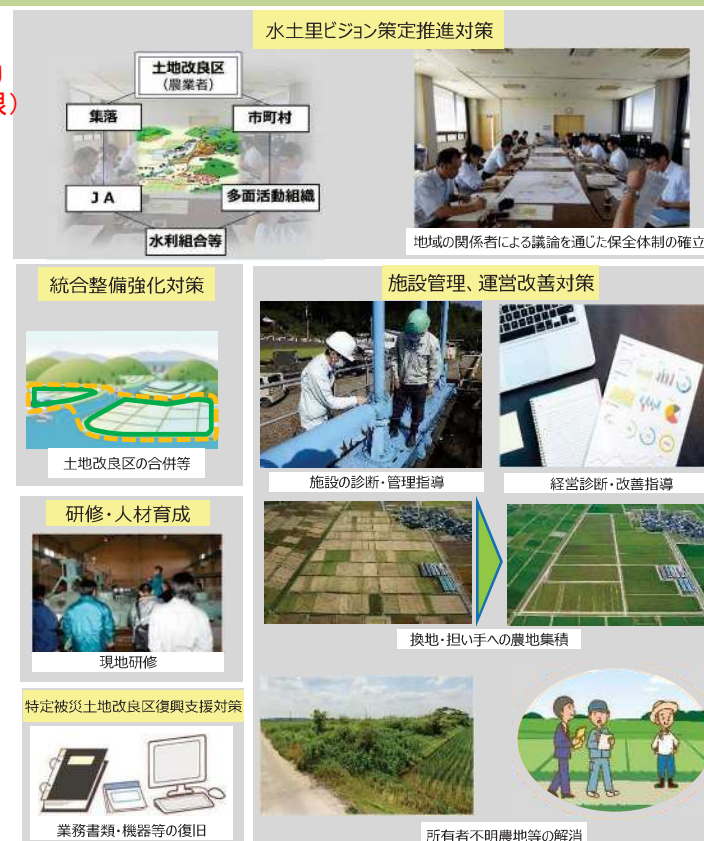 水土里ビジョン策定推進対策
土地改良区
(農業者)
集落
市町村
JA
多面活動組織
水利組合等
地域の関係者による議論を通じた保全体制の確立
統合整備強化対策
土地改良区の合併等
施設管理、運営改善対策
施設の診断・管理指導
経営診断・改善指導
研修・人材育成
現地研修
換地・担い手への農地集積
特定被災土地改良区復興支援対策
業務書類・機器等の復旧
所有者不明農地等の解消